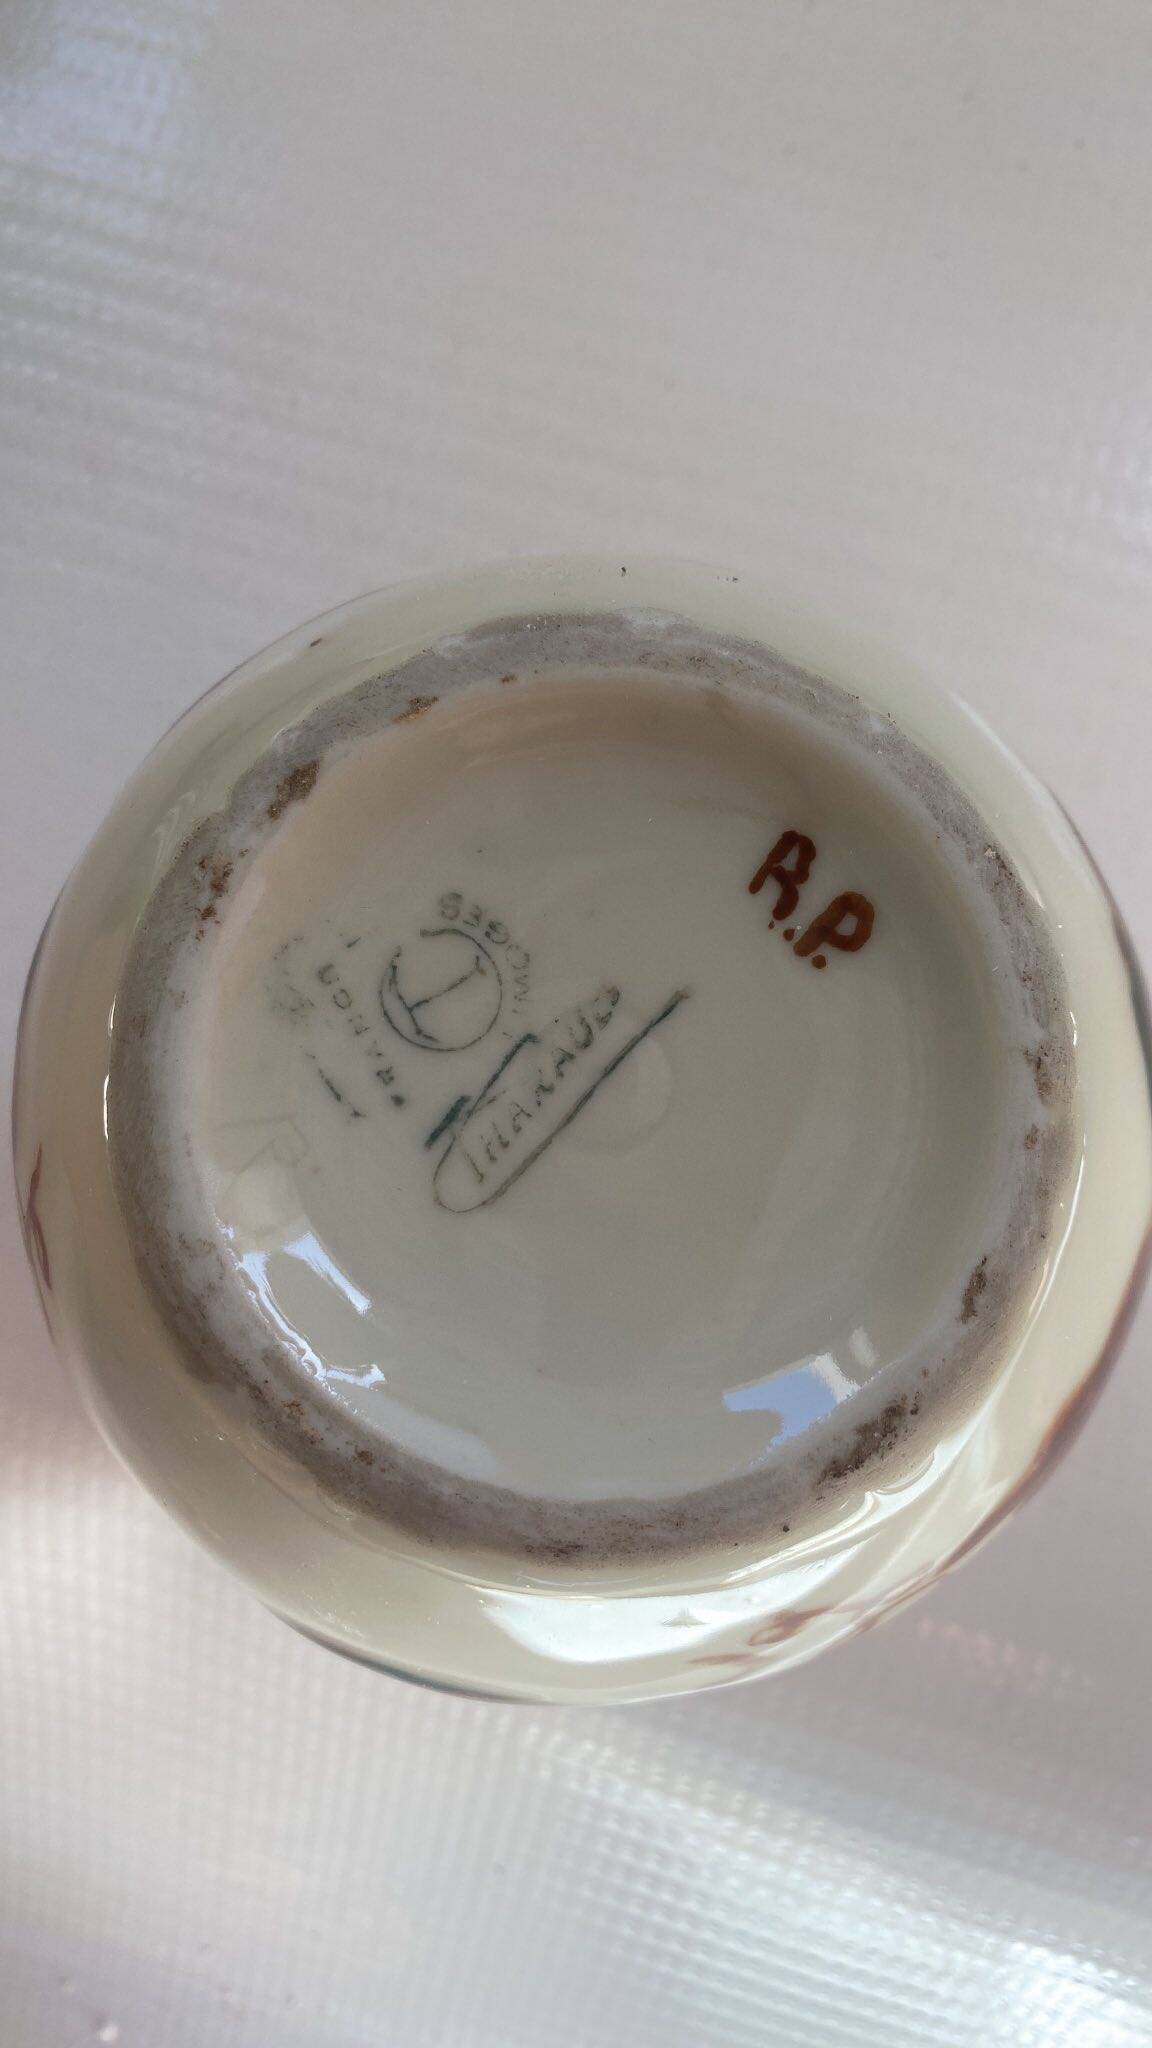 R.P.
LIMOGES
T
FRANCE
THARAUD